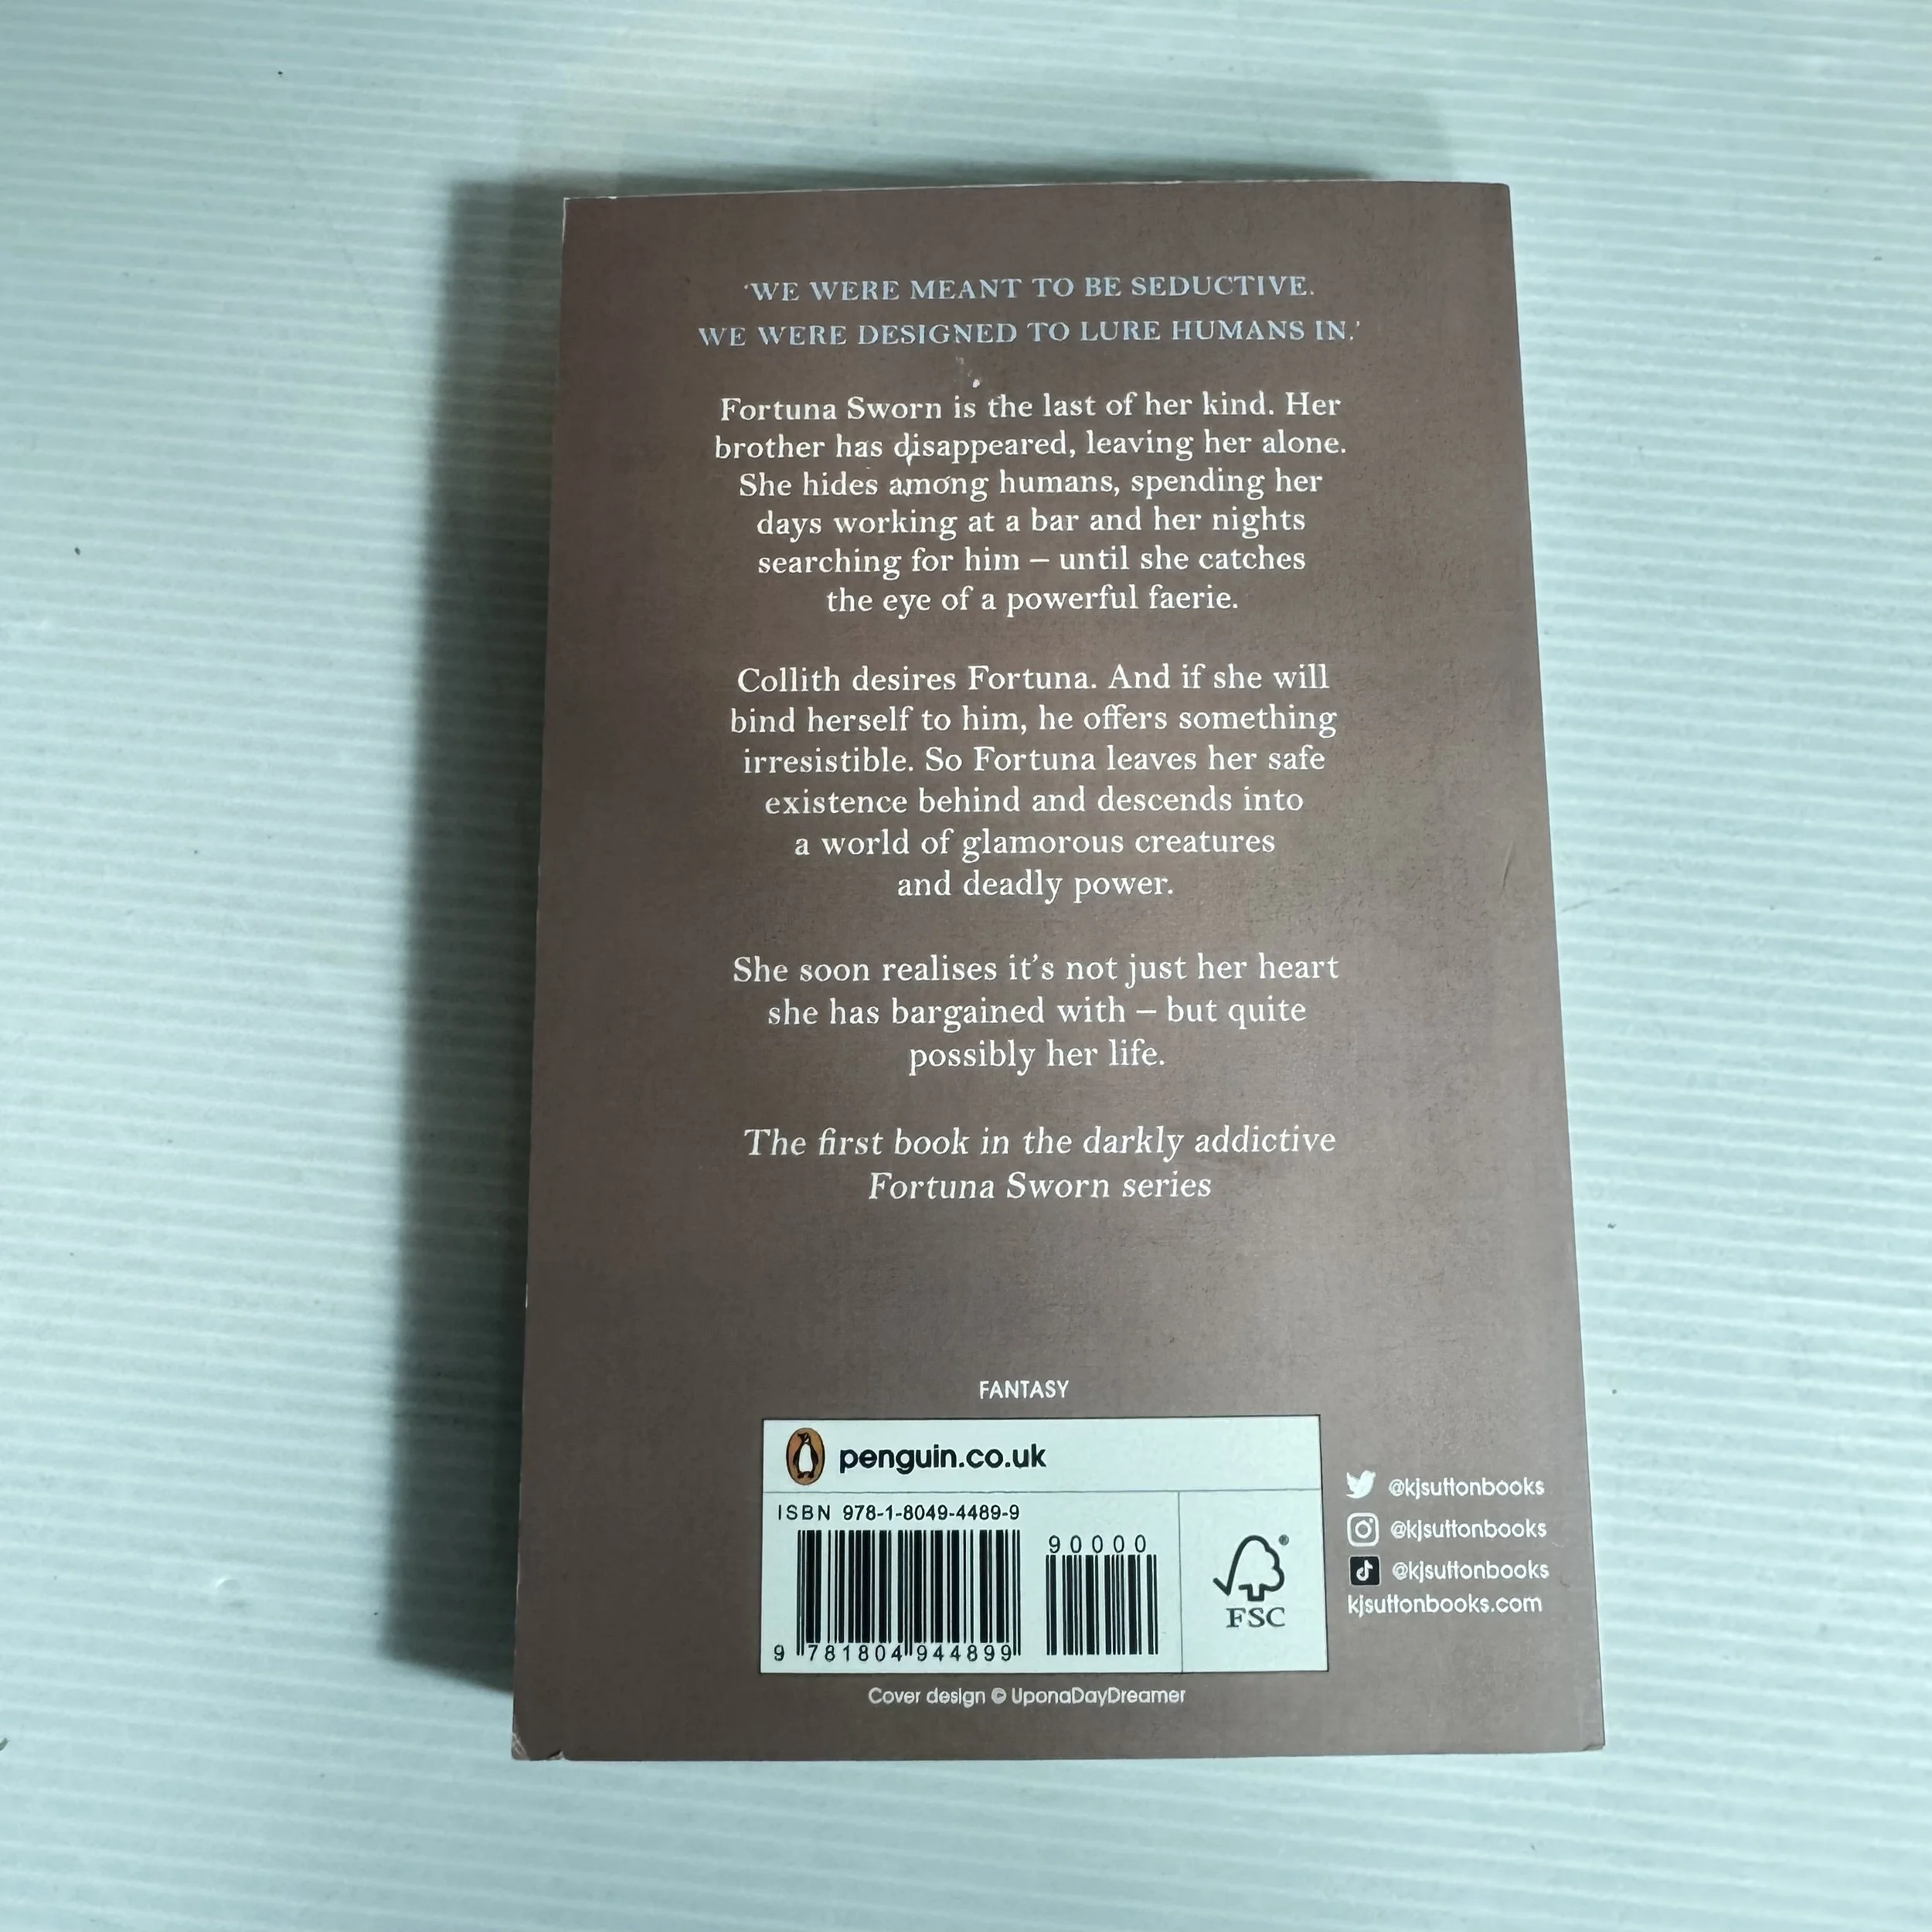 ‘WE WERE MEANT TO BE SEDUCTIVE.
WE WERE DESIGNED TO LURE HUMANS IN.’
Fortuna Sworn is the last of her kind. Her
brother has disappeared, leaving her alone.
She hides among humans, spending her
days working at a bar and her nights
searching for him – until she catches
the eye of a powerful faerie.
Collith desires Fortuna. And if she will
bind herself to him, he offers something
irresistible. So Fortuna leaves her safe
existence behind and descends into
a world of glamorous creatures
and deadly power.
She soon realises it’s not just her heart
she has bargained with – but quite
possibly her life.
The first book in the darkly addictive
Fortuna Sworn series
FANTASY
penguin.co.uk
ISBN 978-1-8049-4489-9
90000
9 781804 944899
FSC
@kjsuttonbooks
@kjsuttonbooks
@kjsuttonbooks
kjsuttonbooks.com
Cover design © UponaDayDreamer